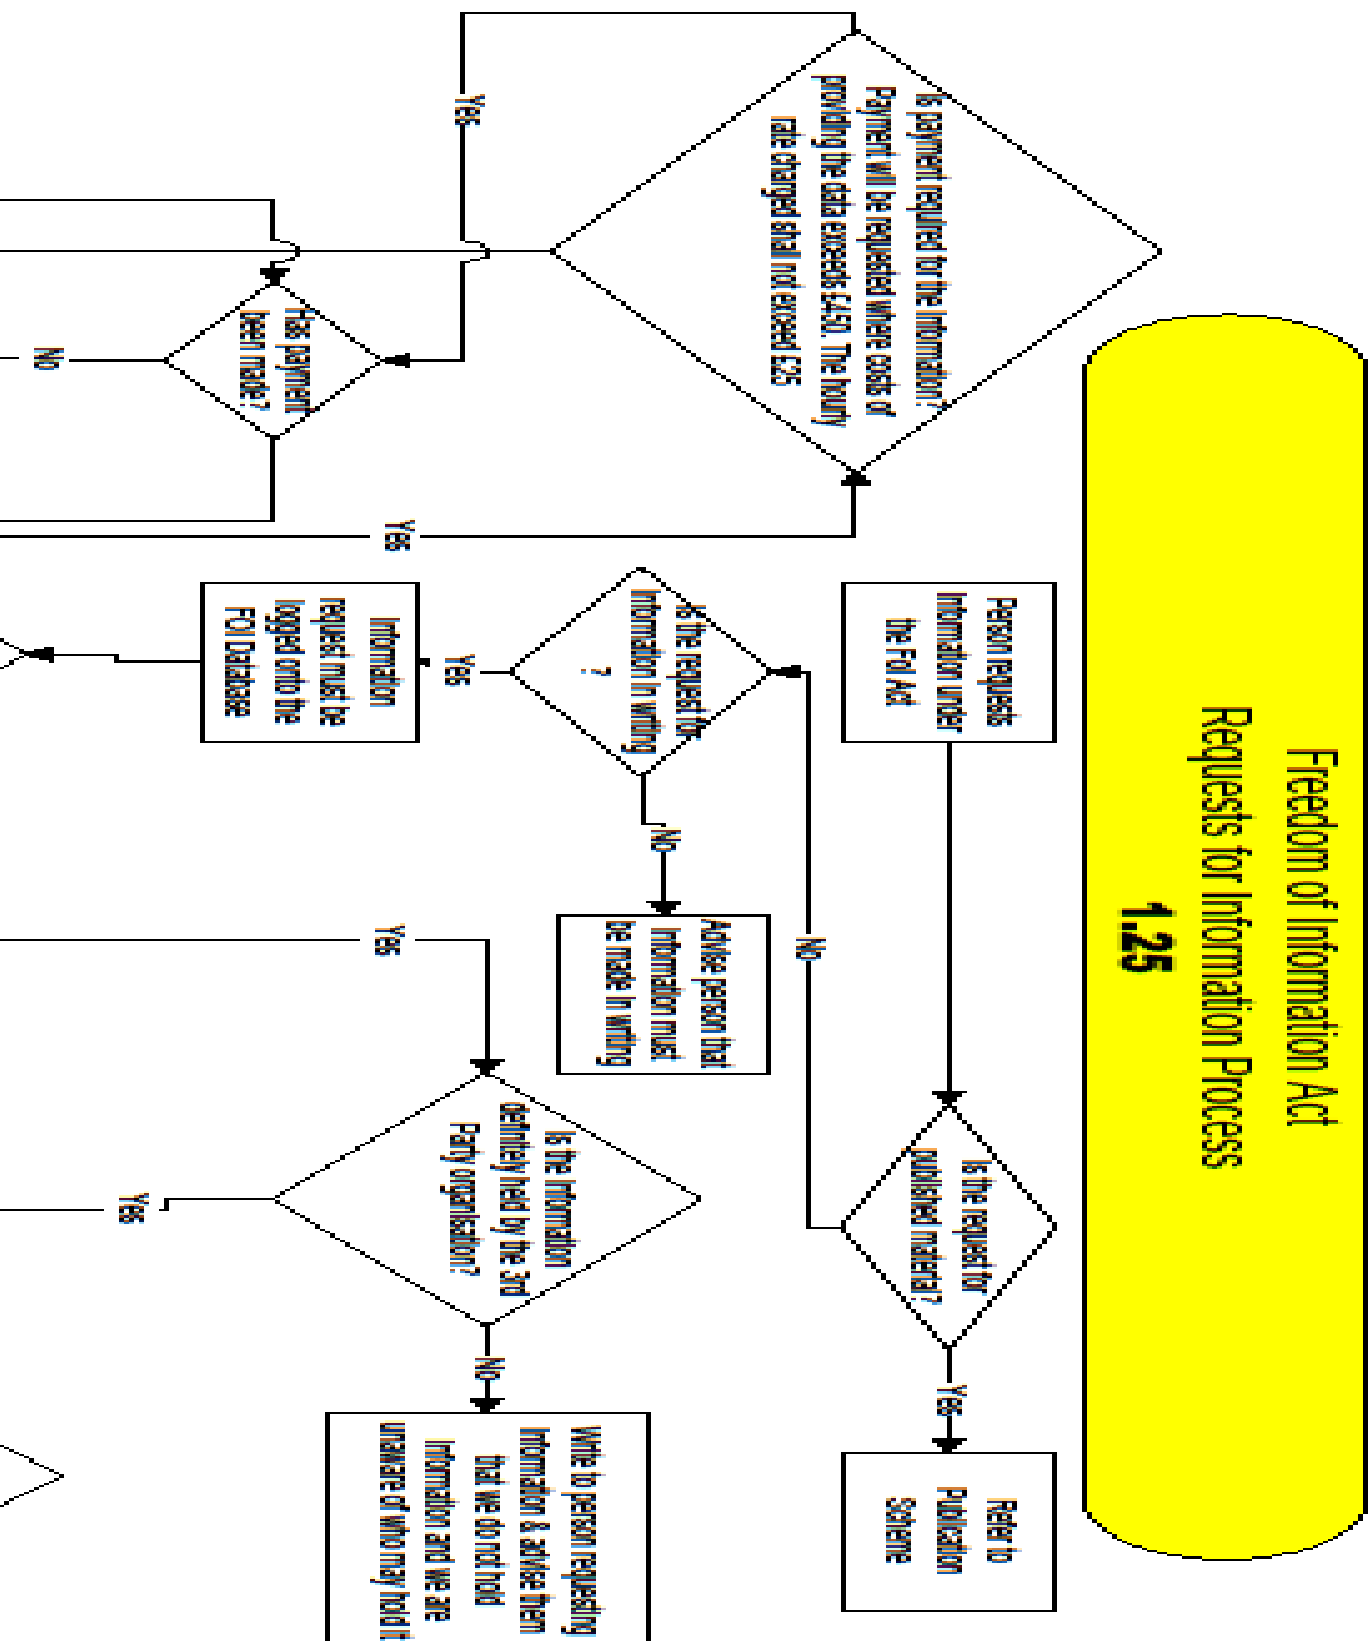 Freedom of Information Act
Requests for Information Process
1.25
Is payment required for the Information?
Payment will be requested where costs of
providing the data exceeds £450. The hourly
rate charged shall not exceed £25
Yes
Has payment
been made?
No
Yes
Person requests
Information under
the FoI Act
Is the request for
published material?
Yes
Refer to
Publication
Scheme
No
Is the request for
Information in writing
?
No
Advise person that
Information must
be made in writing
Yes
Information
request must be
logged onto the
FOI Database
Yes
Is the Information
definitely held by the 3rd
Party organisation?
No
Write to person requesting
Information & advise them
that we do not hold
Information and we are
unaware of who may hold it
Yes